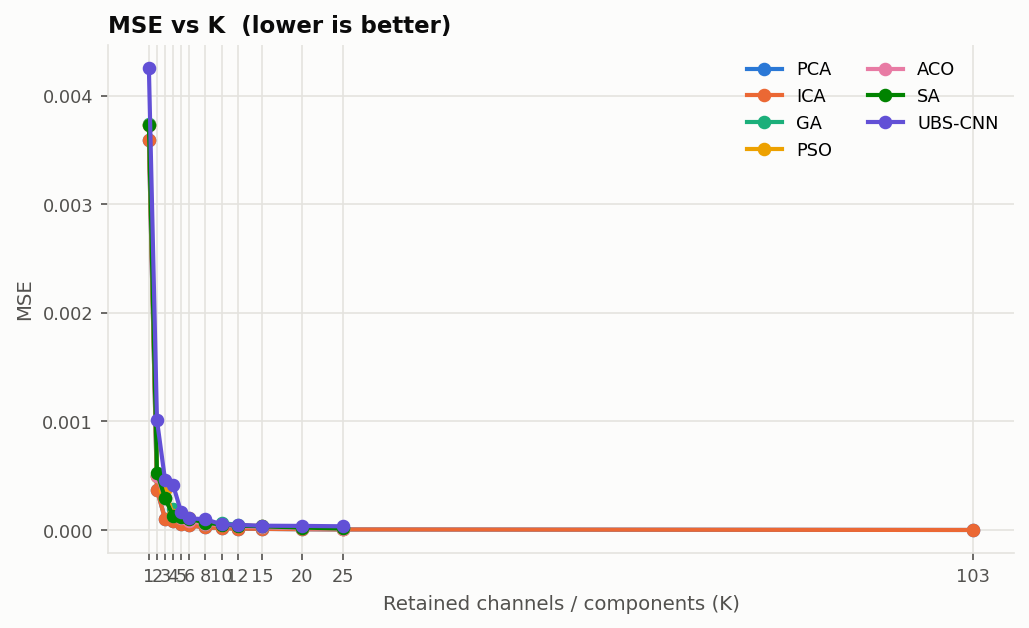 MSE vs K  (lower is better)
PCA
ICA
GA
PSO
ACO
SA
UBS-CNN
0.004
0.003
0.002
0.001
0.000
MSE
1 2 3 4 5 6 8 10 12 15 20 25 103
Retained channels / components (K)